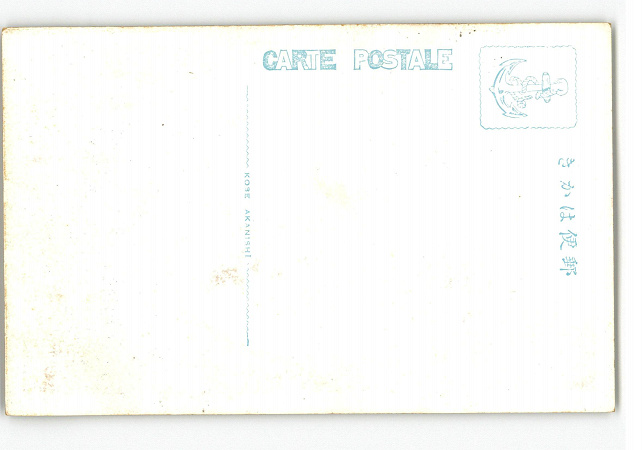 CARTE POSTALE
KOBE AKANISHI
郵便はかき